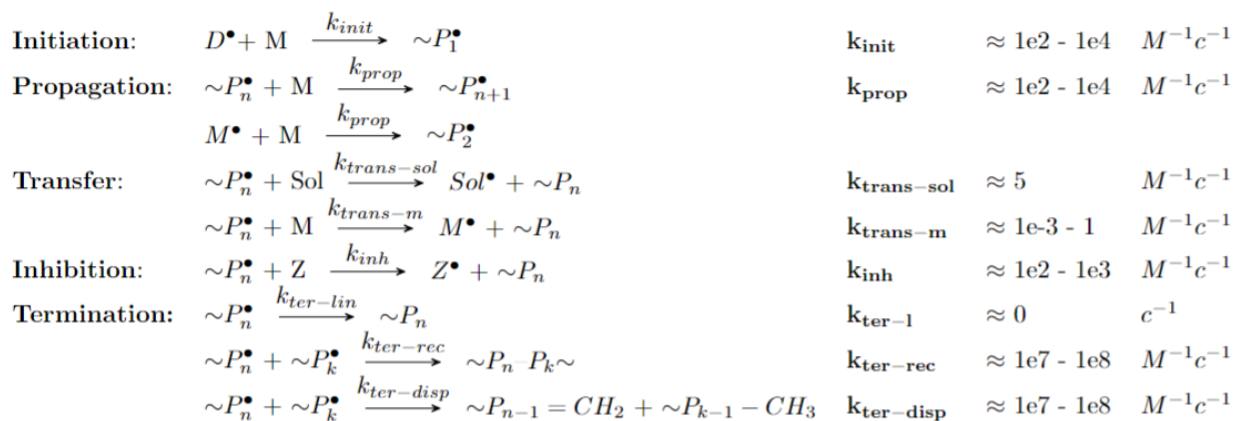 Initiation: D• + M k_init → ~P₁• k_init ≈ 1e2 - 1e4 M⁻¹c⁻¹
Propagation: ~Pₙ• + M k_prop → ~Pₙ₊₁• k_prop ≈ 1e2 - 1e4 M⁻¹c⁻¹
M• + M k_prop → ~P₂•
Transfer: ~Pₙ• + Sol k_trans−sol → Sol• + ~Pₙ k_trans−sol ≈ 5 M⁻¹c⁻¹
~Pₙ• + M k_trans−m → M• + ~Pₙ k_trans−m ≈ 1e-3 - 1 M⁻¹c⁻¹
Inhibition: ~Pₙ• + Z k_inh → Z• + ~Pₙ k_inh ≈ 1e2 - 1e3 M⁻¹c⁻¹
Termination: ~Pₙ• k_ter−lin → ~Pₙ k_ter−l ≈ 0 c⁻¹
~Pₙ• + ~Pₖ• k_ter−rec → ~Pₙ Pₖ~ k_ter−rec ≈ 1e7 - 1e8 M⁻¹c⁻¹
~Pₙ• + ~Pₖ• k_ter−disp → ~Pₙ₋₁ = CH₂ + ~Pₖ₋₁ − CH₃ k_ter−disp ≈ 1e7 - 1e8 M⁻¹c⁻¹